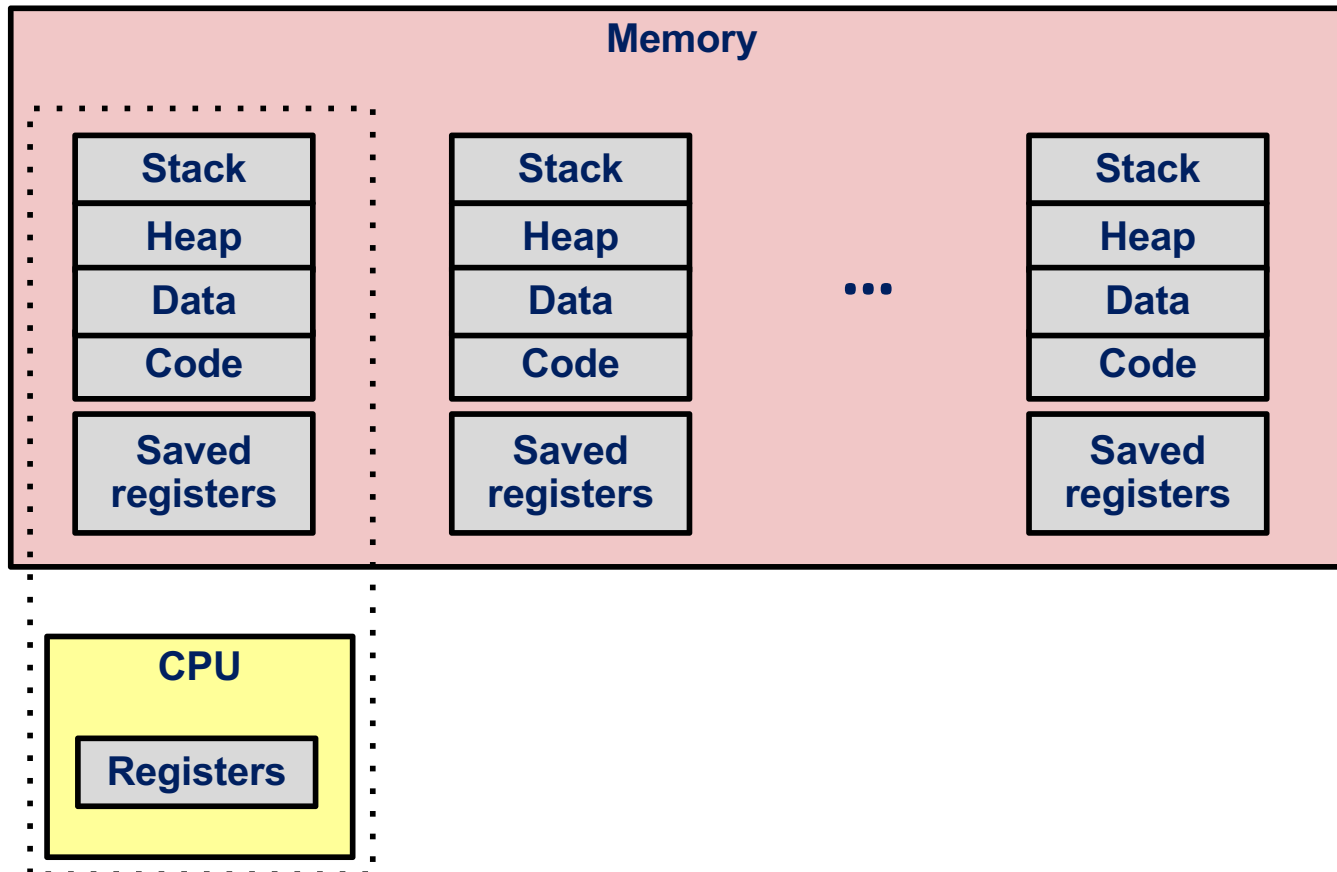 Memory
Stack
Heap
Data
Code
Saved
registers
Stack
Heap
Data
Code
Saved
registers
...
Stack
Heap
Data
Code
Saved
registers
CPU
Registers